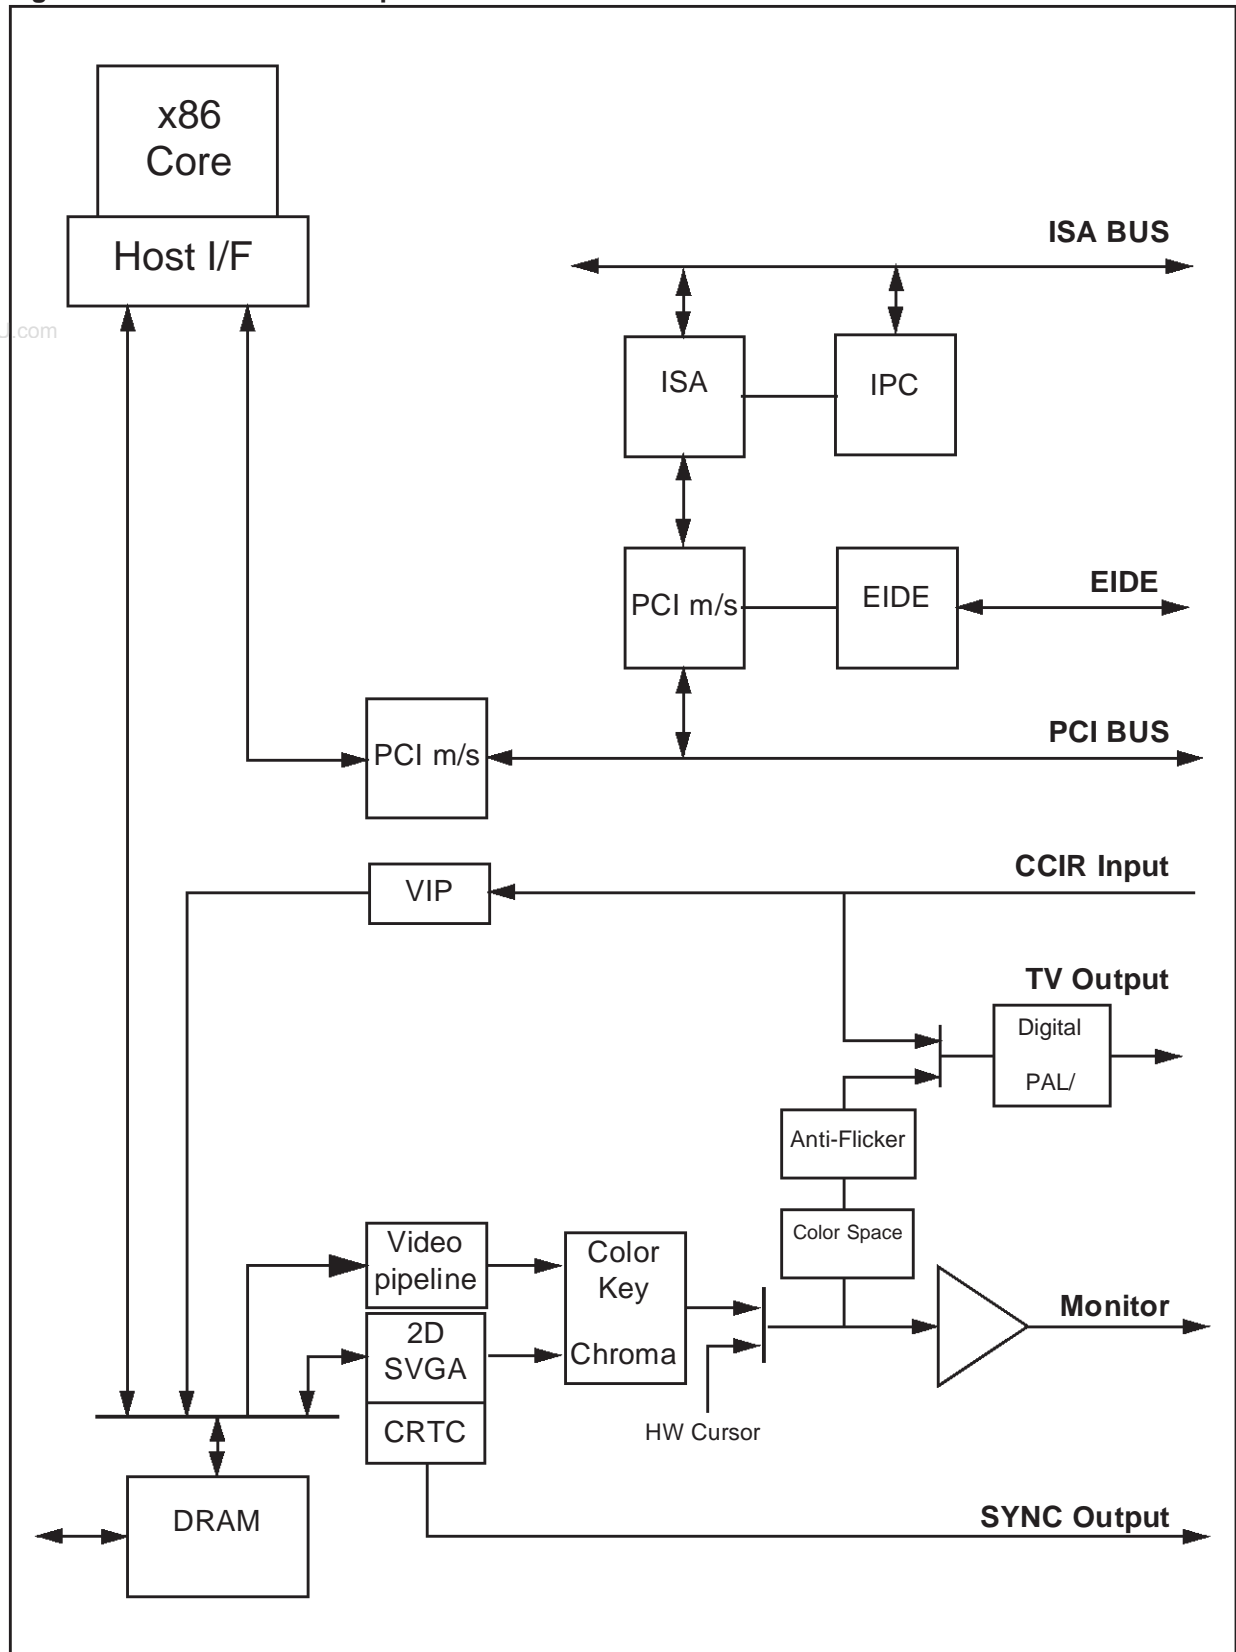 x86
Core
Host I/F
ISA BUS
ISA
IPC
PCI m/s
EIDE
EIDE
PCI m/s
PCI BUS
VIP
CCIR Input
TV Output
Digital
PAL/
Anti-Flicker
Color Space
Video
pipeline
Color
Key
Chroma
2D
SVGA
CRTC
Monitor
HW Cursor
DRAM
SYNC Output